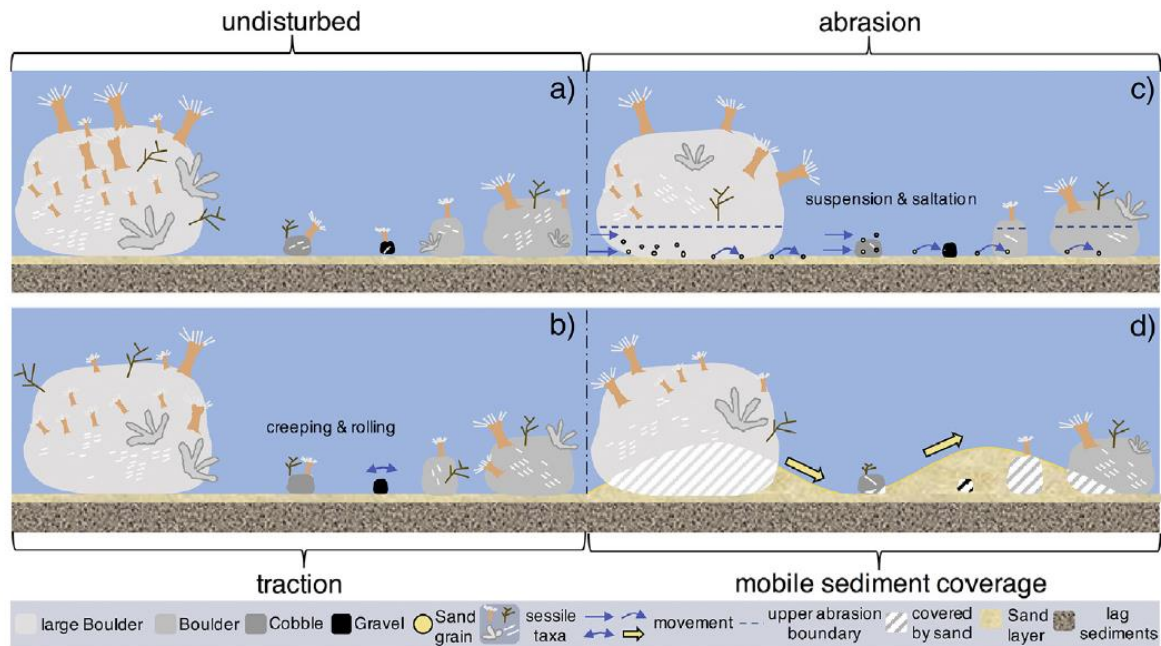 undisturbed
abrasion
a)
c)
suspension & saltation
b)
d)
creeping & rolling
traction
mobile sediment coverage
large Boulder
Boulder
Cobble
Gravel
Sand
grain
sessile
taxa
movement
upper abrasion
boundary
covered
by sand
Sand
layer
lag
sediments